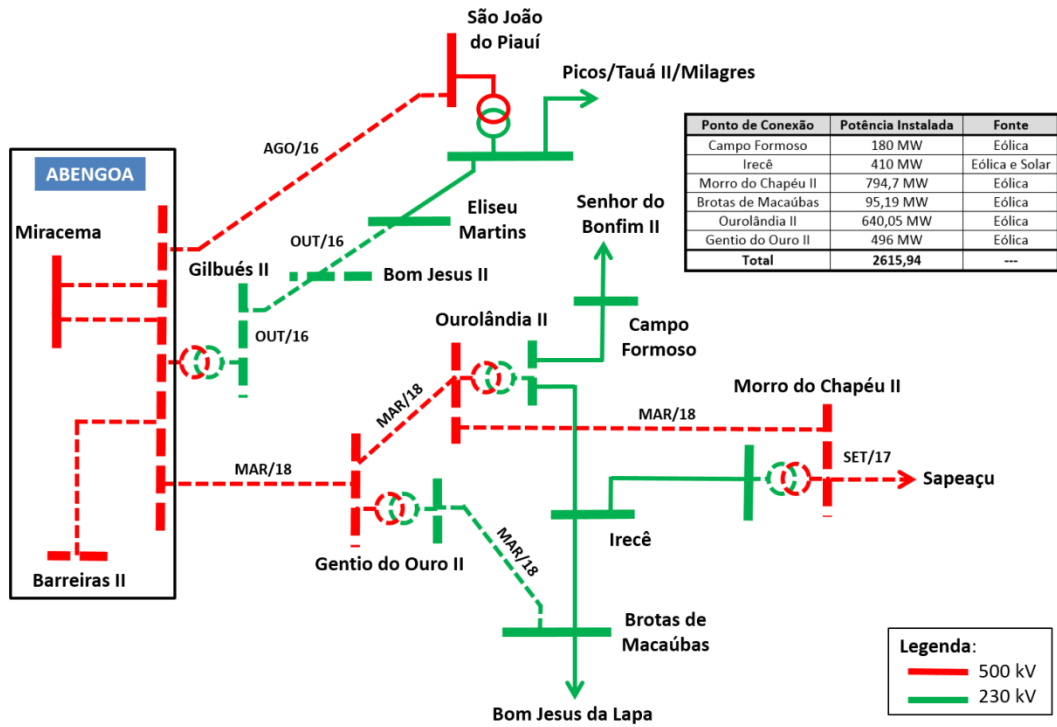 São João
do Piauí
Picos/Tauá II/Milagres
Ponto de Conexão Potência Instalada Fonte
Campo Formoso 180 MW Eólica
Irecê 410 MW Eólica e Solar
Morro do Chapéu II 794,7 MW Eólica
Brotas de Macaúbas 95,19 MW Eólica
Ourolândia II 640,05 MW Eólica
Gentio do Ouro II 496 MW Eólica
Total 2615,94 ---
AGO/16
ABENGOA
Miracema
Eliseu
Martins
Senhor do
Bonfim II
OUT/16
Gilbués II
Bom Jesus II
OUT/16
Ourolândia II
Campo
Formoso
Morro do Chapéu II
MAR/18
MAR/18
SET/17
Sapeaçu
MAR/18
Irecê
Gentio do Ouro II
MAR/18
Barreiras II
Brotas de
Macaúbas
Legenda:
500 kV
230 kV
Bom Jesus da Lapa